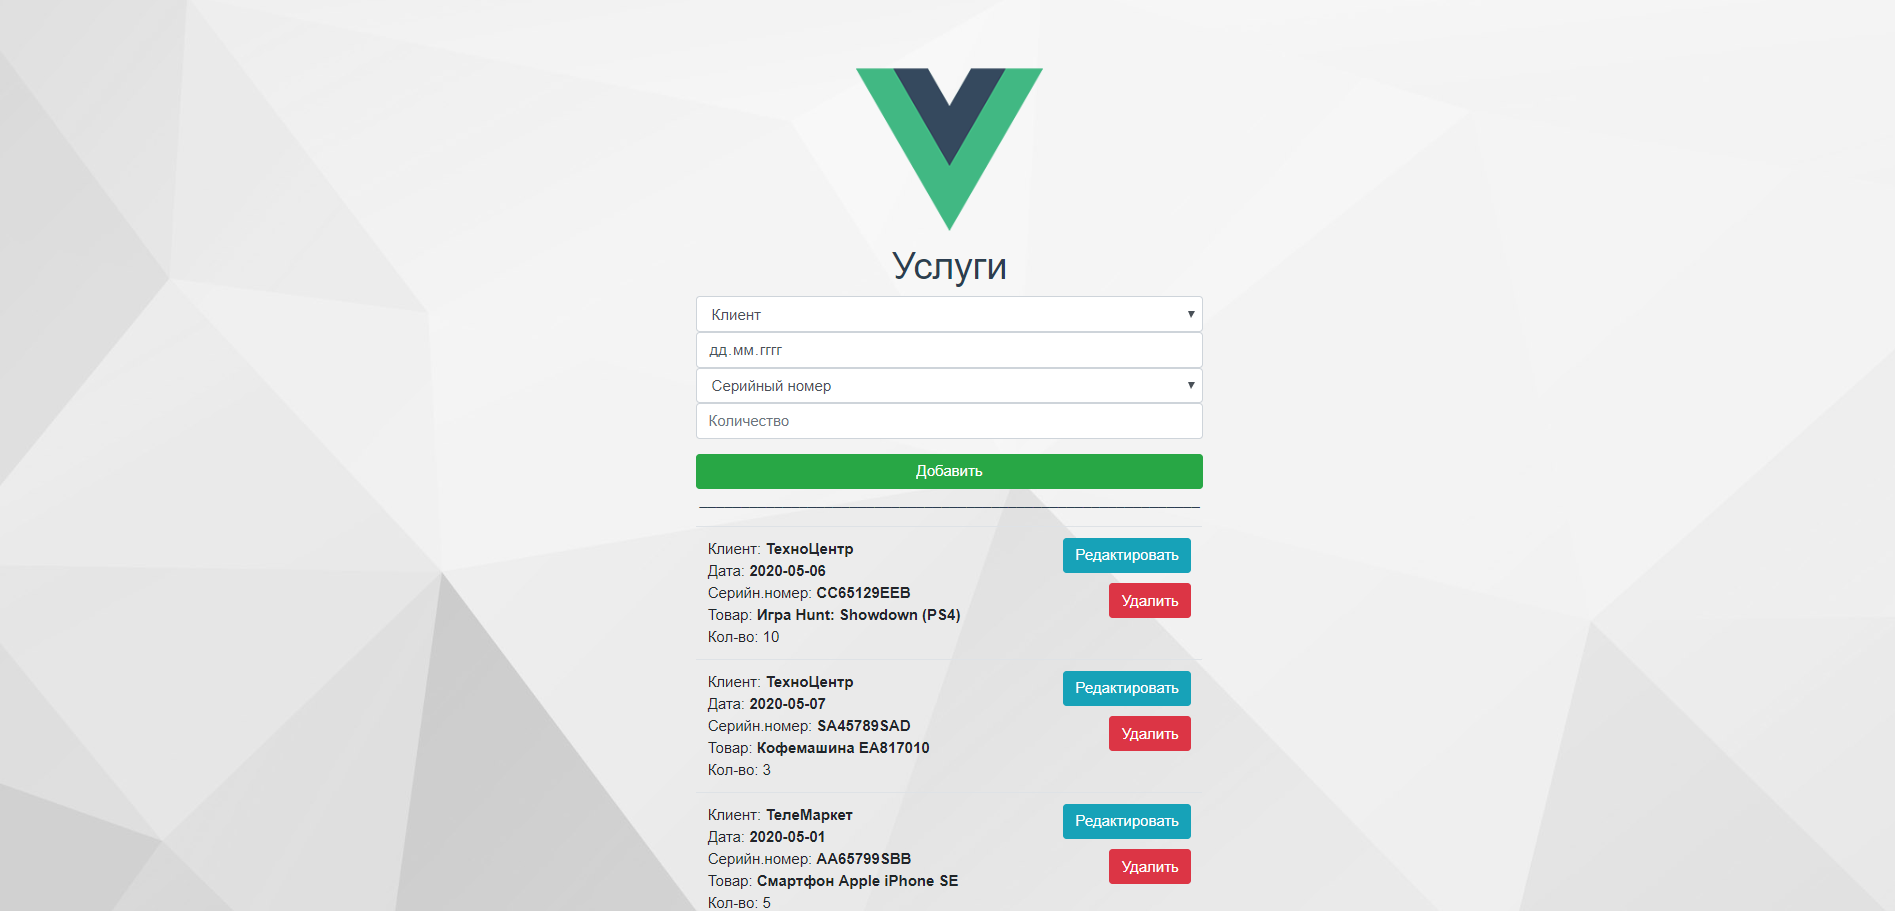 Услуги
Клиент
дд.мм.гггг
Серийный номер
Количество
Добавить
Клиент: ТехноЦентр
Редактировать
Дата: 2020-05-06
Серийн.номер: CC65129EEB
Удалить
Товар: Игра Hunt: Showdown (PS4)
Кол-во: 10
Клиент: ТехноЦентр
Редактировать
Дата: 2020-05-07
Серийн.номер: SA45789SAD
Удалить
Товар: Кофемашина EA817010
Кол-во: 3
Клиент: ТелеМаркет
Редактировать
Дата: 2020-05-01
Серийн.номер: AA65799SBB
Удалить
Товар: Смартфон Apple iPhone SE
Кол-во: 5